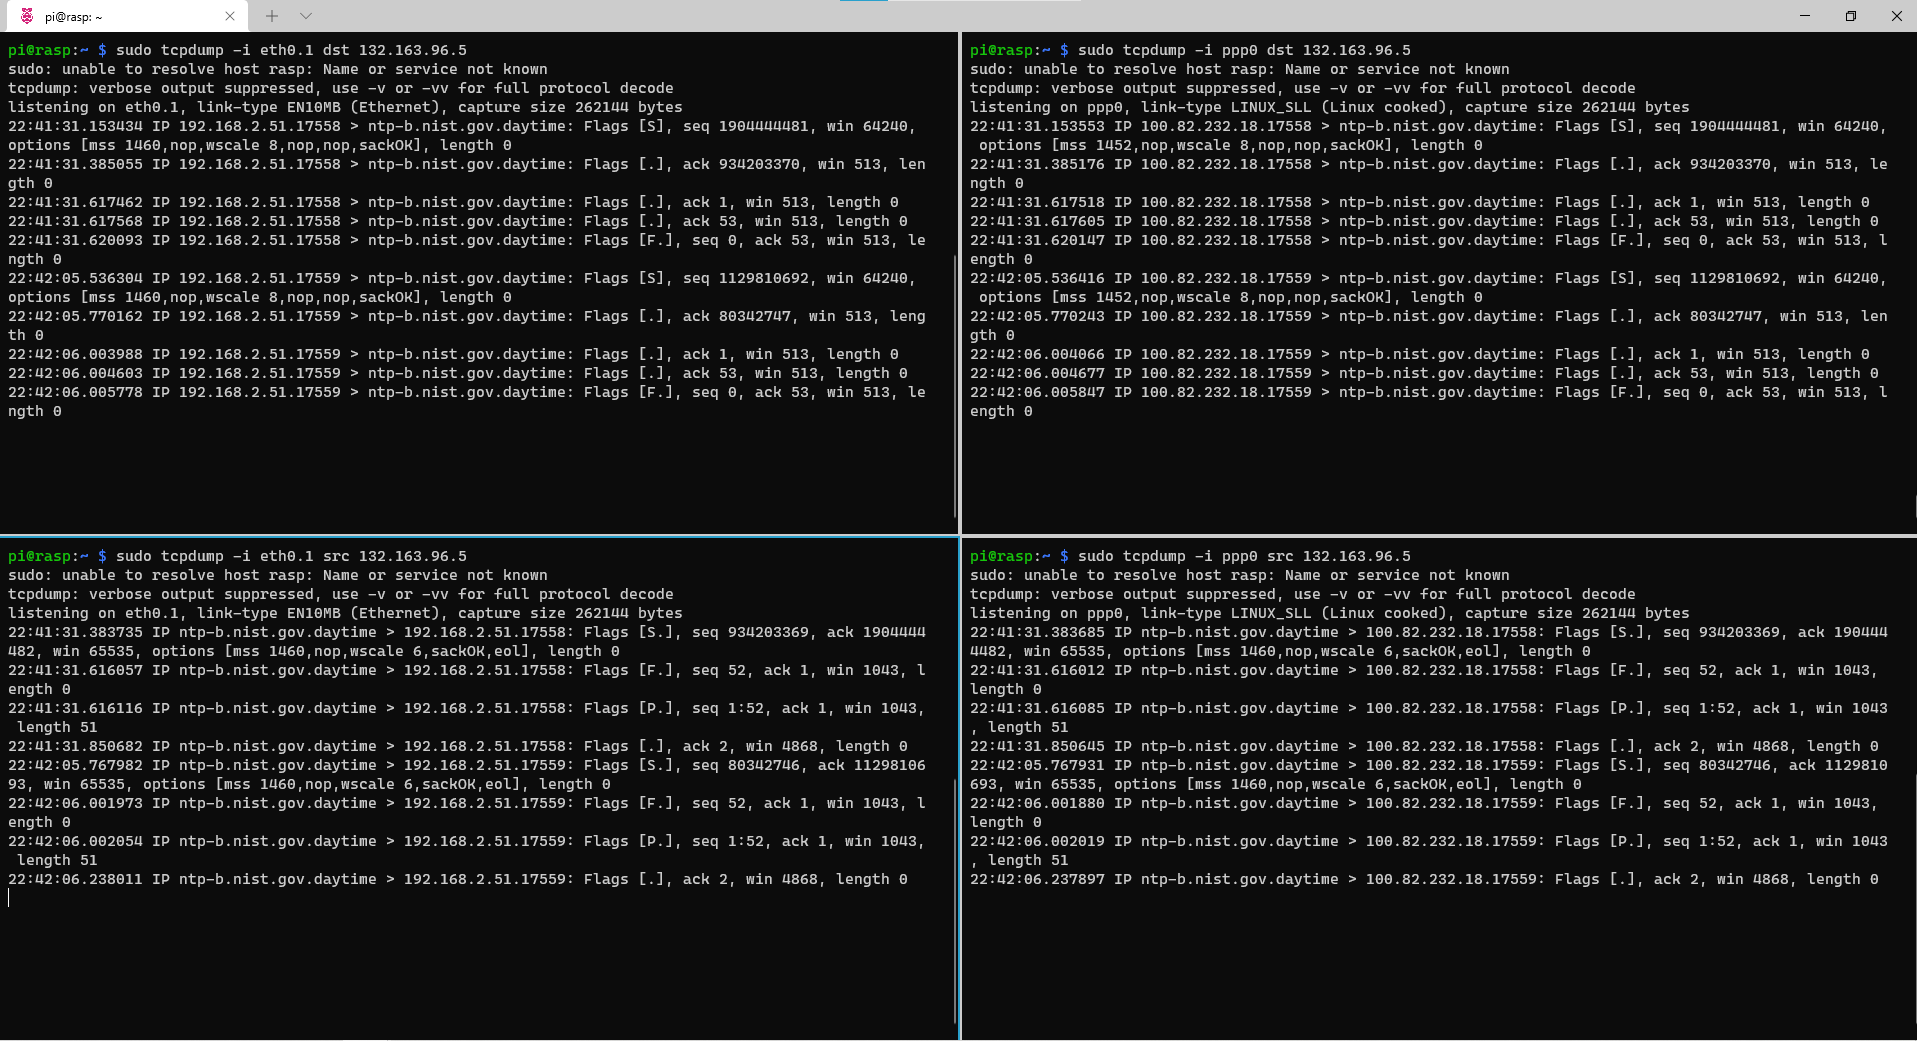 pi@rasp: ~
pi@rasp:~ $ sudo tcpdump -i eth0.1 dst 132.163.96.5
sudo: unable to resolve host rasp: Name or service not known
tcpdump: verbose output suppressed, use -v or -vv for full protocol decode
listening on eth0.1, link-type EN10MB (Ethernet), capture size 262144 bytes
22:41:31.153434 IP 192.168.2.51.17558 > ntp-b.nist.gov.daytime: Flags [S], seq 1904444481, win 64240,
options [mss 1460,nop,wscale 8,nop,nop,sackOK], length 0
22:41:31.385055 IP 192.168.2.51.17558 > ntp-b.nist.gov.daytime: Flags [.], ack 934203370, win 513, len
gth 0
22:41:31.617462 IP 192.168.2.51.17558 > ntp-b.nist.gov.daytime: Flags [.], ack 1, win 513, length 0
22:41:31.617568 IP 192.168.2.51.17558 > ntp-b.nist.gov.daytime: Flags [.], ack 53, win 513, length 0
22:41:31.620093 IP 192.168.2.51.17558 > ntp-b.nist.gov.daytime: Flags [F.], seq 0, ack 53, win 513, le
ngth 0
22:42:05.536304 IP 192.168.2.51.17559 > ntp-b.nist.gov.daytime: Flags [S], seq 1129810692, win 64240,
options [mss 1460,nop,wscale 8,nop,nop,sackOK], length 0
22:42:05.770162 IP 192.168.2.51.17559 > ntp-b.nist.gov.daytime: Flags [.], ack 80342747, win 513, leng
th 0
22:42:06.003988 IP 192.168.2.51.17559 > ntp-b.nist.gov.daytime: Flags [.], ack 1, win 513, length 0
22:42:06.004603 IP 192.168.2.51.17559 > ntp-b.nist.gov.daytime: Flags [.], ack 53, win 513, length 0
22:42:06.005778 IP 192.168.2.51.17559 > ntp-b.nist.gov.daytime: Flags [F.], seq 0, ack 53, win 513, le
ngth 0
pi@rasp:~ $ sudo tcpdump -i ppp0 dst 132.163.96.5
sudo: unable to resolve host rasp: Name or service not known
tcpdump: verbose output suppressed, use -v or -vv for full protocol decode
listening on ppp0, link-type LINUX_SLL (Linux cooked), capture size 262144 bytes
22:41:31.153553 IP 100.82.232.18.17558 > ntp-b.nist.gov.daytime: Flags [S], seq 1904444481, win 64240,
options [mss 1452,nop,wscale 8,nop,nop,sackOK], length 0
22:41:31.385176 IP 100.82.232.18.17558 > ntp-b.nist.gov.daytime: Flags [.], ack 934203370, win 513, le
ngth 0
22:41:31.617518 IP 100.82.232.18.17558 > ntp-b.nist.gov.daytime: Flags [.], ack 1, win 513, length 0
22:41:31.617605 IP 100.82.232.18.17558 > ntp-b.nist.gov.daytime: Flags [.], ack 53, win 513, length 0
22:41:31.620147 IP 100.82.232.18.17558 > ntp-b.nist.gov.daytime: Flags [F.], seq 0, ack 53, win 513, l
ength 0
22:42:05.536416 IP 100.82.232.18.17559 > ntp-b.nist.gov.daytime: Flags [S], seq 1129810692, win 64240,
options [mss 1452,nop,wscale 8,nop,nop,sackOK], length 0
22:42:05.770243 IP 100.82.232.18.17559 > ntp-b.nist.gov.daytime: Flags [.], ack 80342747, win 513, len
gth 0
22:42:06.004066 IP 100.82.232.18.17559 > ntp-b.nist.gov.daytime: Flags [.], ack 1, win 513, length 0
22:42:06.004677 IP 100.82.232.18.17559 > ntp-b.nist.gov.daytime: Flags [.], ack 53, win 513, length 0
22:42:06.005847 IP 100.82.232.18.17559 > ntp-b.nist.gov.daytime: Flags [F.], seq 0, ack 53, win 513, l
ength 0
pi@rasp:~ $ sudo tcpdump -i eth0.1 src 132.163.96.5
sudo: unable to resolve host rasp: Name or service not known
tcpdump: verbose output suppressed, use -v or -vv for full protocol decode
listening on eth0.1, link-type EN10MB (Ethernet), capture size 262144 bytes
22:41:31.383735 IP ntp-b.nist.gov.daytime > 192.168.2.51.17558: Flags [S.], seq 934203369, ack 1904444
482, win 65535, options [mss 1460,nop,wscale 6,sackOK,eol], length 0
22:41:31.616057 IP ntp-b.nist.gov.daytime > 192.168.2.51.17558: Flags [F.], seq 52, ack 1, win 1043, l
ength 0
22:41:31.616116 IP ntp-b.nist.gov.daytime > 192.168.2.51.17558: Flags [P.], seq 1:52, ack 1, win 1043,
length 51
22:41:31.850682 IP ntp-b.nist.gov.daytime > 192.168.2.51.17558: Flags [.], ack 2, win 4868, length 0
22:42:05.767982 IP ntp-b.nist.gov.daytime > 192.168.2.51.17559: Flags [S.], seq 80342746, ack 11298106
93, win 65535, options [mss 1460,nop,wscale 6,sackOK,eol], length 0
22:42:06.001973 IP ntp-b.nist.gov.daytime > 192.168.2.51.17559: Flags [F.], seq 52, ack 1, win 1043, l
ength 0
22:42:06.002054 IP ntp-b.nist.gov.daytime > 192.168.2.51.17559: Flags [P.], seq 1:52, ack 1, win 1043,
length 51
22:42:06.238011 IP ntp-b.nist.gov.daytime > 192.168.2.51.17559: Flags [.], ack 2, win 4868, length 0
pi@rasp:~ $ sudo tcpdump -i ppp0 src 132.163.96.5
sudo: unable to resolve host rasp: Name or service not known
tcpdump: verbose output suppressed, use -v or -vv for full protocol decode
listening on ppp0, link-type LINUX_SLL (Linux cooked), capture size 262144 bytes
22:41:31.383685 IP ntp-b.nist.gov.daytime > 100.82.232.18.17558: Flags [S.], seq 934203369, ack 190444
4482, win 65535, options [mss 1460,nop,wscale 6,sackOK,eol], length 0
22:41:31.616012 IP ntp-b.nist.gov.daytime > 100.82.232.18.17558: Flags [F.], seq 52, ack 1, win 1043,
length 0
22:41:31.616085 IP ntp-b.nist.gov.daytime > 100.82.232.18.17558: Flags [P.], seq 1:52, ack 1, win 1043
, length 51
22:41:31.850645 IP ntp-b.nist.gov.daytime > 100.82.232.18.17558: Flags [.], ack 2, win 4868, length 0
22:42:05.767931 IP ntp-b.nist.gov.daytime > 100.82.232.18.17559: Flags [S.], seq 80342746, ack 1129810
693, win 65535, options [mss 1460,nop,wscale 6,sackOK,eol], length 0
22:42:06.001880 IP ntp-b.nist.gov.daytime > 100.82.232.18.17559: Flags [F.], seq 52, ack 1, win 1043,
length 0
22:42:06.002019 IP ntp-b.nist.gov.daytime > 100.82.232.18.17559: Flags [P.], seq 1:52, ack 1, win 1043
, length 51
22:42:06.237897 IP ntp-b.nist.gov.daytime > 100.82.232.18.17559: Flags [.], ack 2, win 4868, length 0